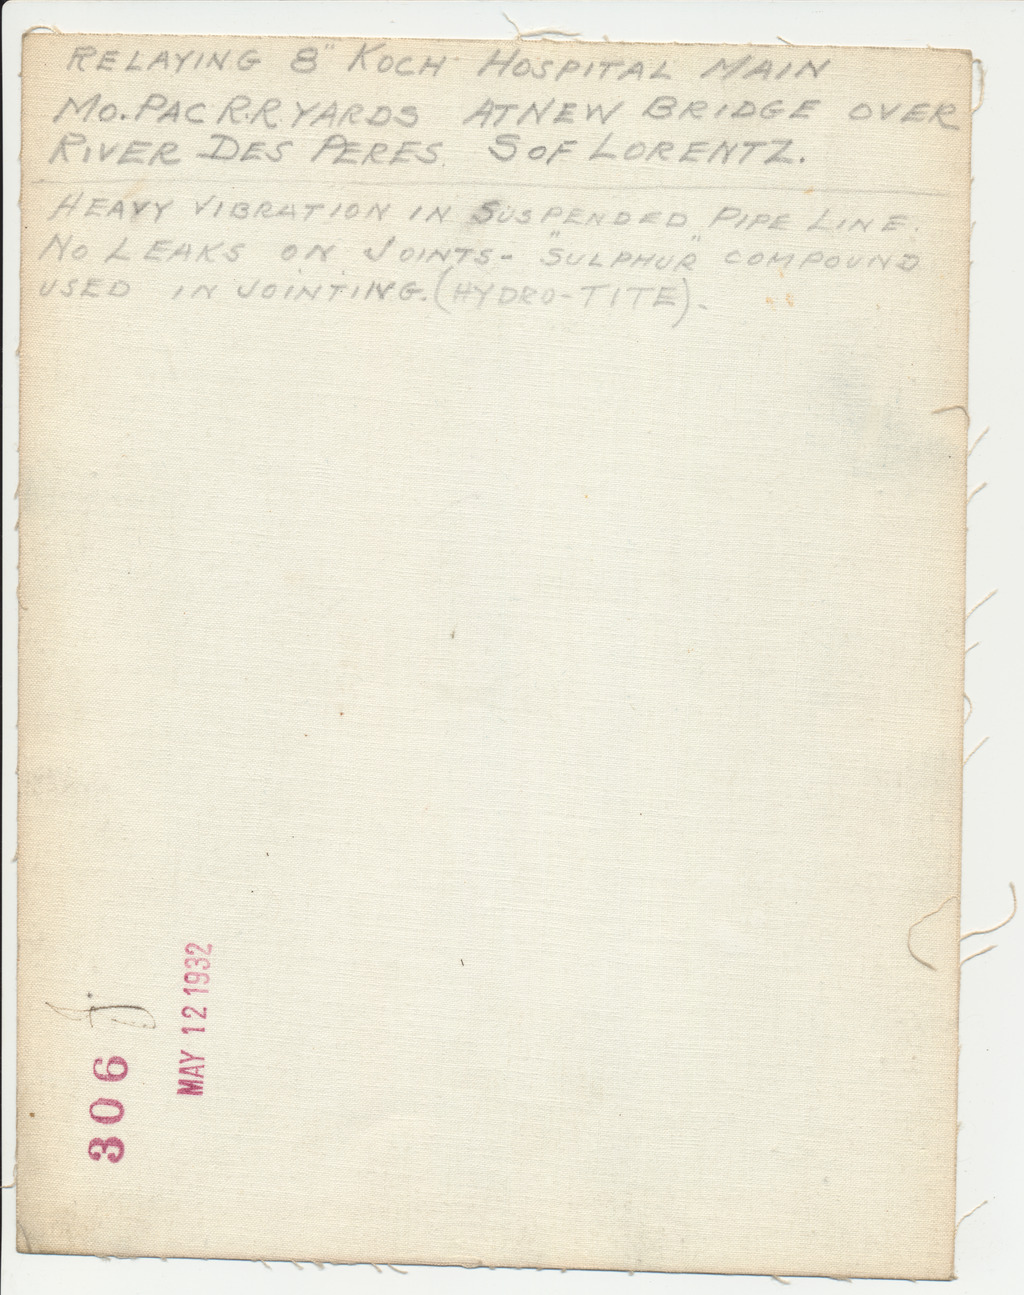 RELAYING 8" KOCH HOSPITAL MAIN
MO. PAC R.R. YARDS AT NEW BRIDGE OVER
RIVER DES PERES. S OF LORENTZ.
HEAVY VIBRATION IN SUSPENDED PIPE LINE.
NO LEAKS ON JOINTS - "SULPHUR" COMPOUND
USED IN JOINTING. (HYDRO-TITE).
306
MAY 12 1932